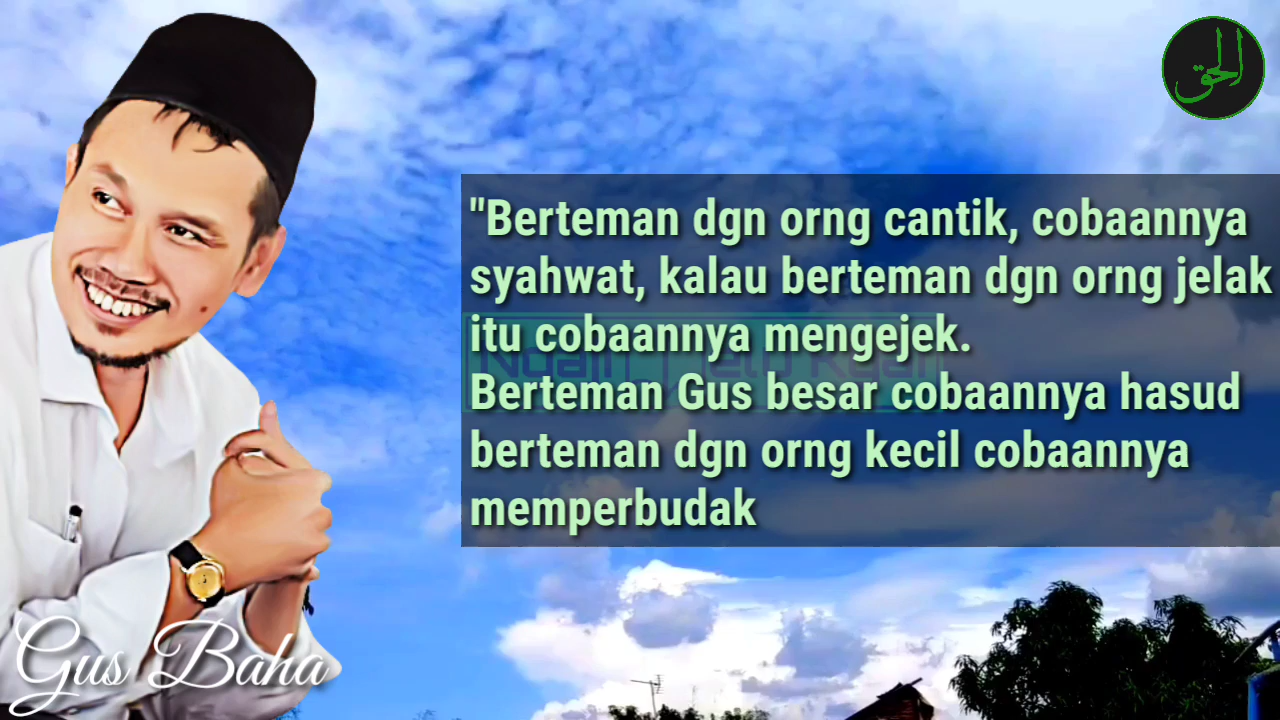 الحق
"Berteman dgn orng cantik, cobaannya
syahwat, kalau berteman dgn orng jelak
itu cobaannya mengejek.
Berteman Gus besar cobaannya hasud
berteman dgn orng kecil cobaannya
memperbudak
Gus Baha